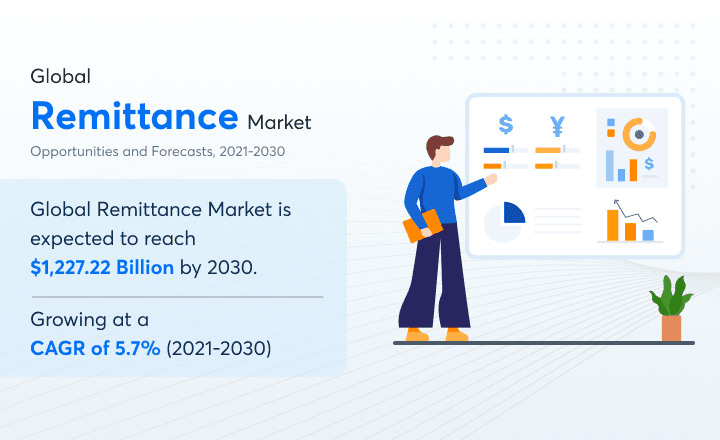 Global
Remittance Market
Opportunities and Forecasts, 2021-2030
Global Remittance Market is
expected to reach
$1,227.22 Billion by 2030.
Growing at a
CAGR of 5.7% (2021-2030)
$ ¥
$